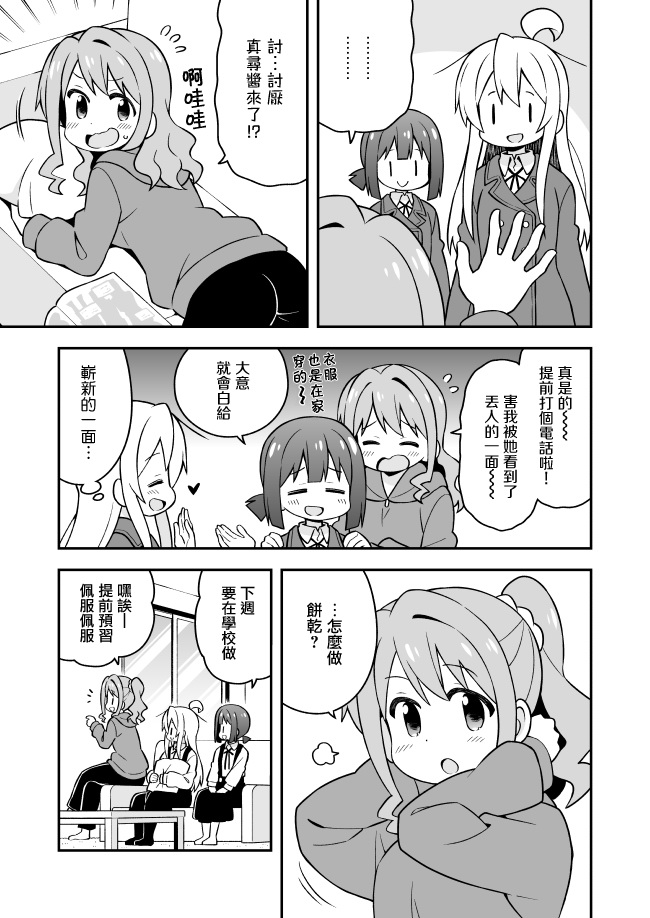 ⋯⋯
⋯⋯
討⋯討厭
真尋醬來了!?
啊哇哇
真是的～～
提前打個電話啦！
害我被她看到了
丟人的一面～～
衣服
也是在家
穿的～
大意
就會白給
嶄新的一面⋯
⋯怎麼做
餅乾？
下週
要在學校做
嘿誒—
提前預習
佩服佩服